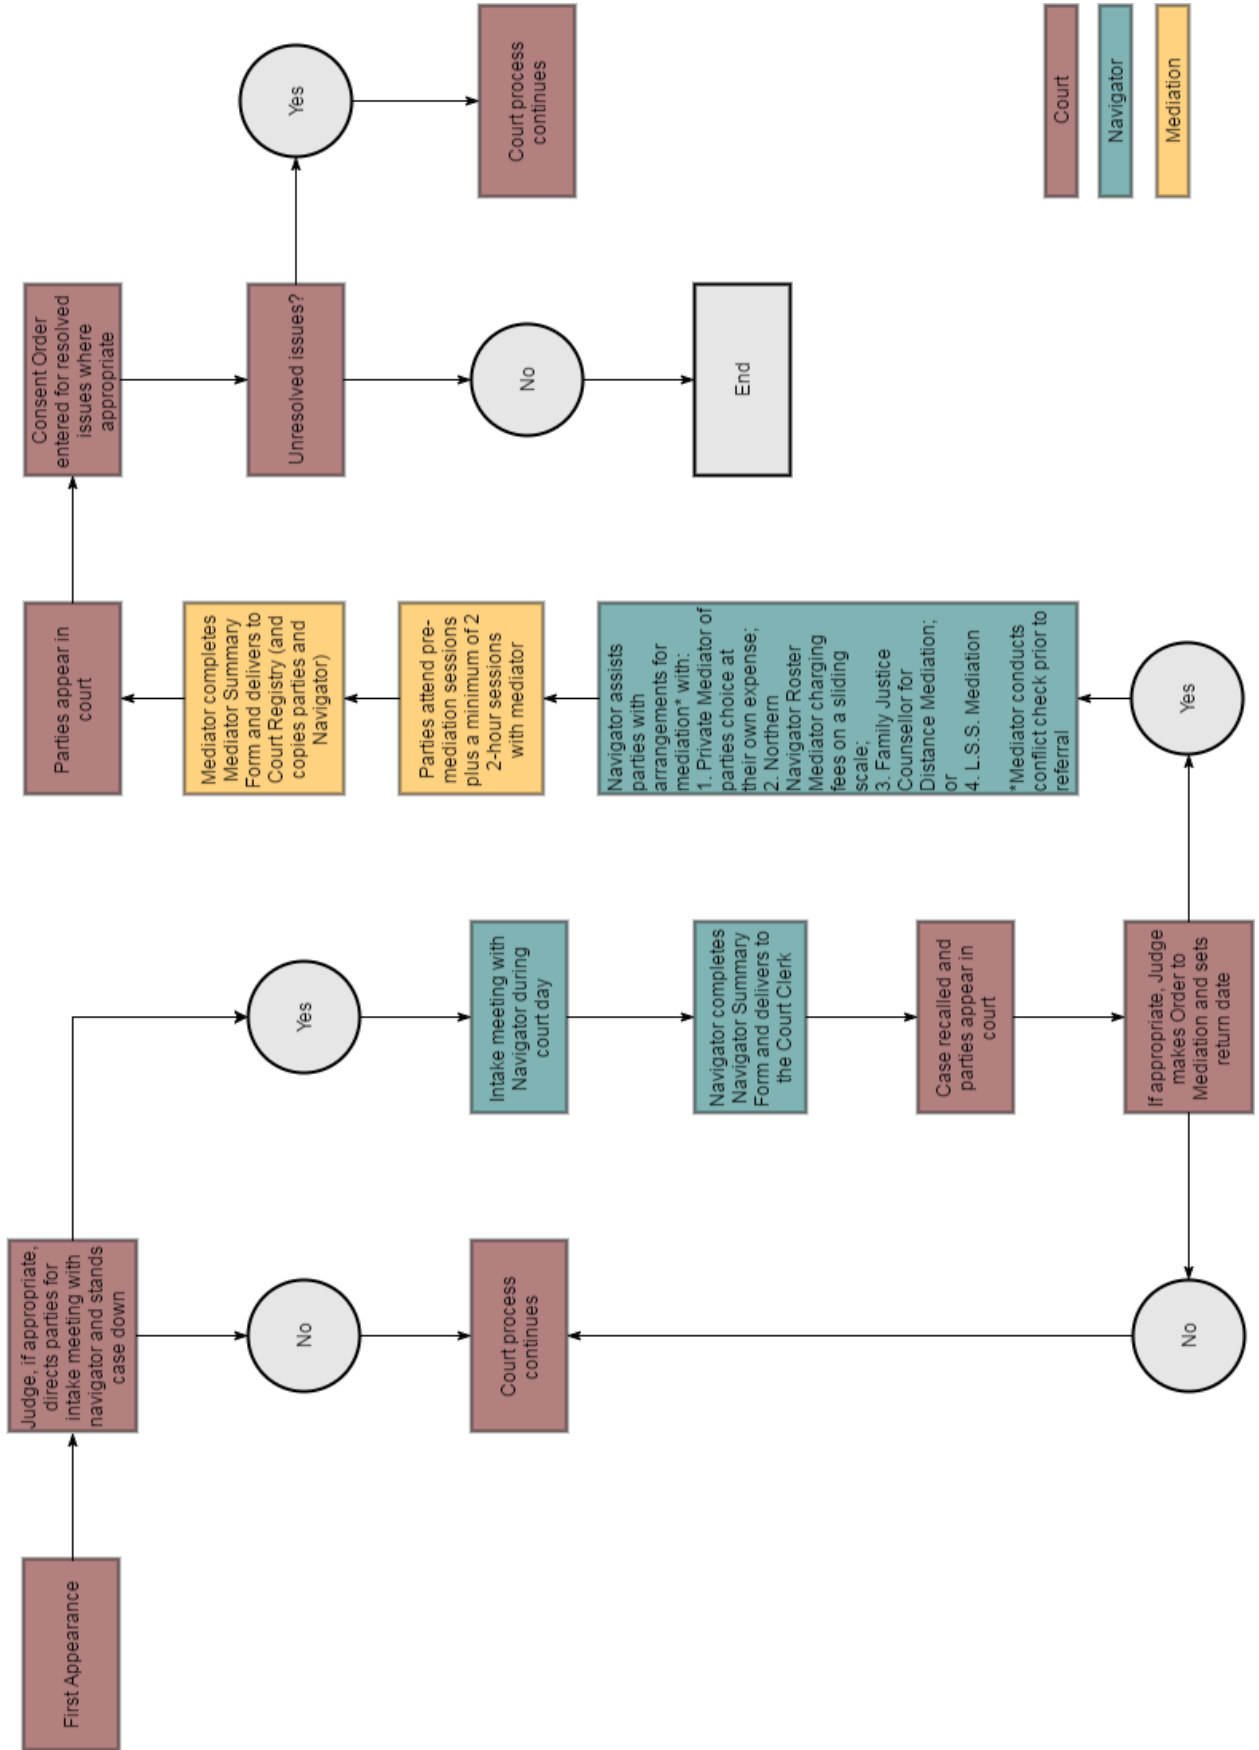 First Appearance
Judge, if appropriate,
directs parties for
intake meeting with
navigator and stands
case down
No
Court process
continues
Yes
Intake meeting with
Navigator during
court day
Navigator completes
Navigator Summary
Form and delivers to
the Court Clerk
Case recalled and
parties appear in
court
If appropriate, Judge
makes Order to
Mediation and sets
return date
No
Yes
Navigator assists
parties with
arrangements for
mediation* with:
1. Private Mediator of
parties choice at
their own expense;
2. Northern
Navigator Roster
Mediator charging
fees on a sliding
scale;
3. Family Justice
Counsellor for
Distance Mediation;
or
4. L.S.S. Mediation
*Mediator conducts
conflict check prior to
referral
Parties attend pre-
mediation sessions
plus a minimum of 2
2-hour sessions
with mediator
Mediator completes
Mediator Summary
Form and delivers to
Court Registry (and
copies parties and
Navigator)
Parties appear in
court
Consent Order
entered for resolved
issues where
appropriate
Unresolved issues?
No
End
Yes
Court process
continues
Court
Navigator
Mediation